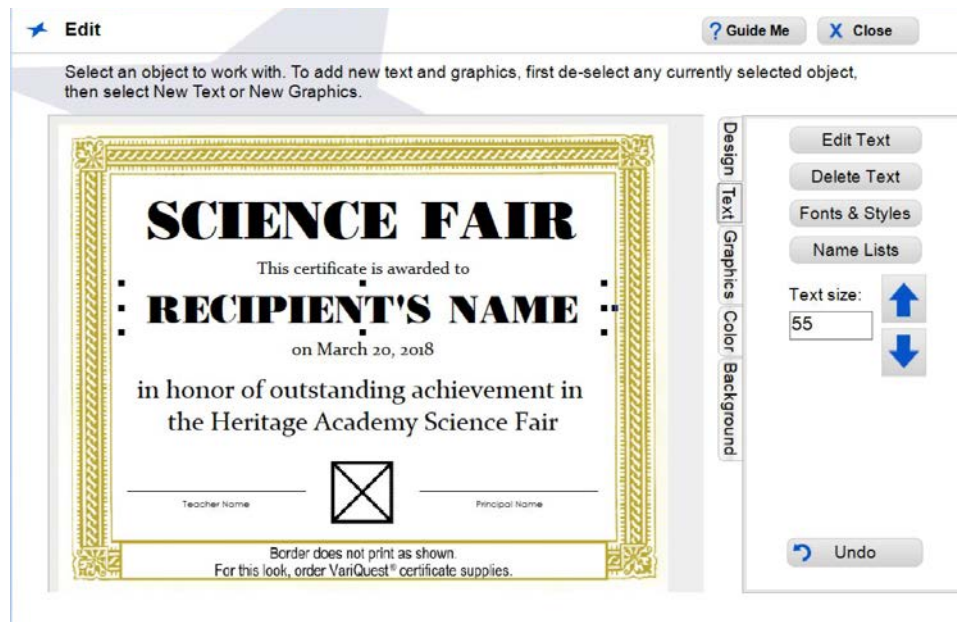 Edit
? Guide Me
X Close
Select an object to work with. To add new text and graphics, first de-select any currently selected object,
then select New Text or New Graphics.
SCIENCE FAIR
This certificate is awarded to
RECIPIENT'S NAME
on March 20, 2018
in honor of outstanding achievement in
the Heritage Academy Science Fair
Teacher Name
Principal Name
Border does not print as shown.
For this look, order VariQuest® certificate supplies.
Design
Text
Graphics
Color
Background
Edit Text
Delete Text
Fonts & Styles
Name Lists
Text size:
55
Undo